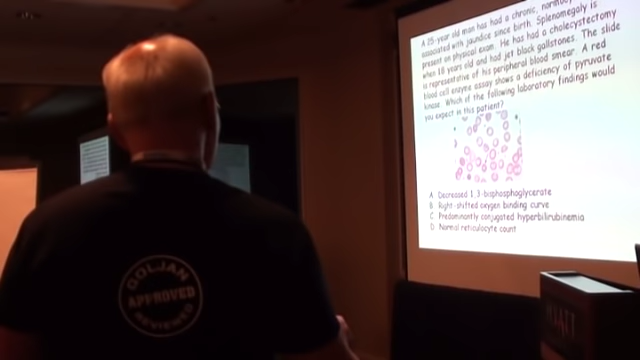 A 25-year old man has had a chronic,
associated with jaundice since birth. Splenomegaly is
present on physical exam. He has had a cholecystectomy
when 18 years old and had jet black gallstones. The slide
is representative of his peripheral blood smear. A red
blood cell enzyme assay shows a deficiency of pyruvate
kinase. Which of the following laboratory findings would
you expect in this patient?
A Decreased 1,3-bisphosphoglycerate
B Right-shifted oxygen binding curve
C Predominantly conjugated hyperbilirubinemia
D Normal reticulocyte count
GOLJAN
APPROVED
REVIEWED
HYATT